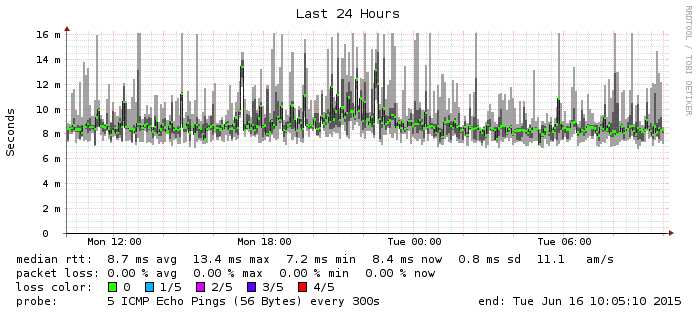 Last 24 Hours
RRDTOOL / TOBI OETIKER
Seconds
16 m
14 m
12 m
10 m
8 m
6 m
4 m
2 m
0
Mon 12:00 Mon 18:00 Tue 00:00 Tue 06:00
median rtt: 8.7 ms avg 13.4 ms max 7.2 ms min 8.4 ms now 0.8 ms sd 11.1 am/s
packet loss: 0.00 % avg 0.00 % max 0.00 % min 0.00 % now
loss color: 0 1/5 2/5 3/5 4/5
probe: 5 ICMP Echo Pings (56 Bytes) every 300s end: Tue Jun 16 10:05:10 2015